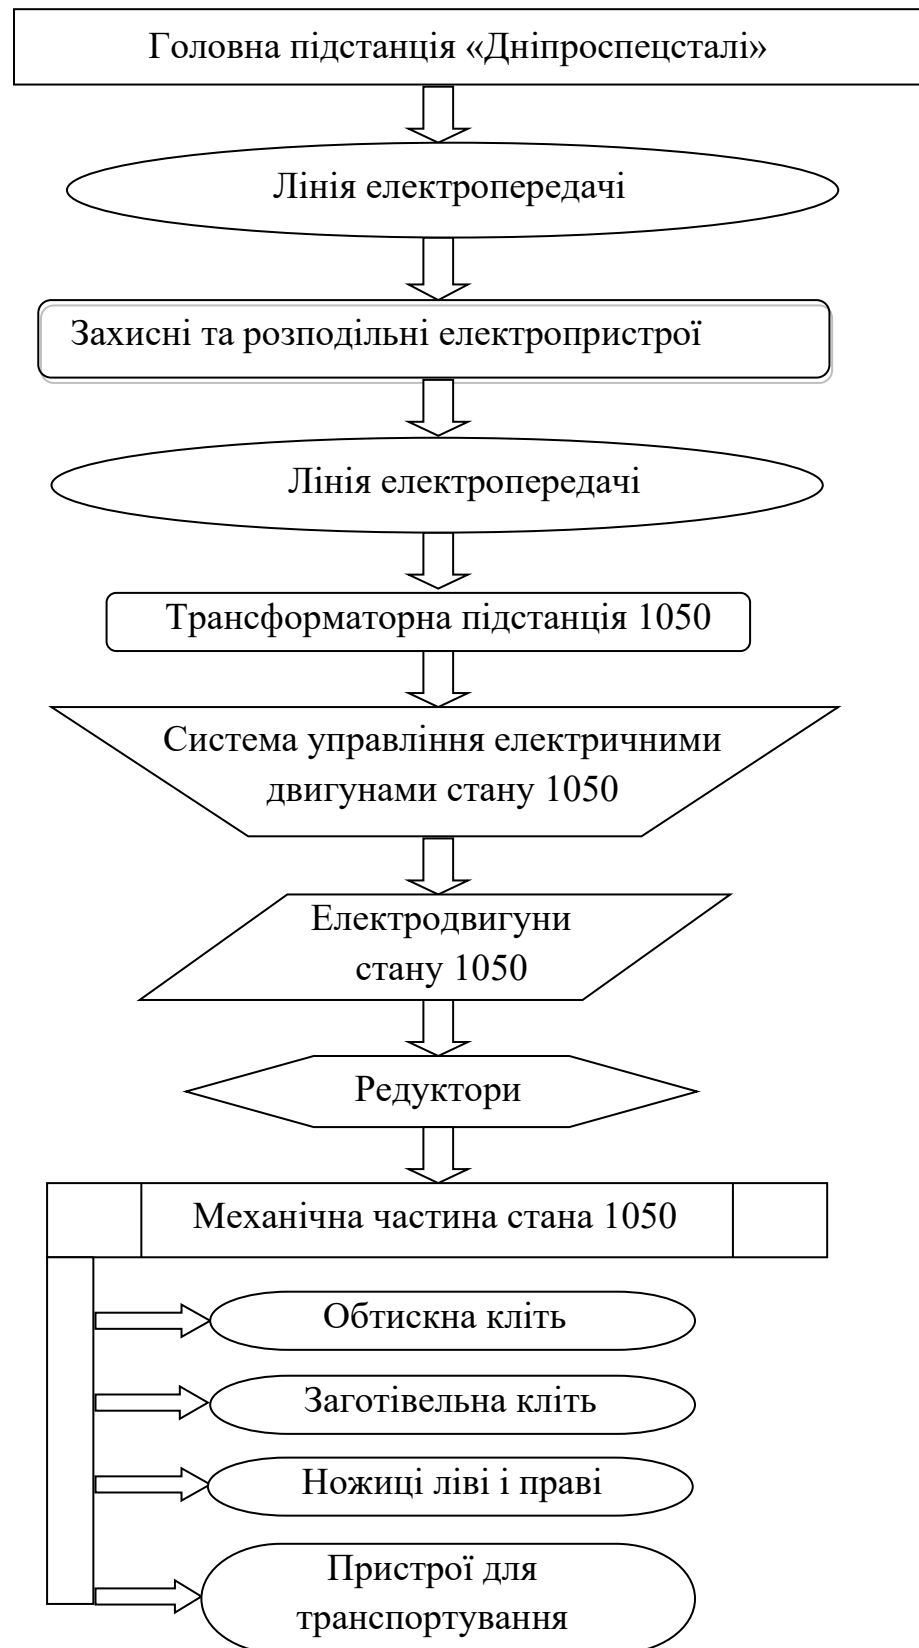 Головна підстанція «Дніпроспецсталі»
Лінія електропередачі
Захисні та розподільні електропристрої
Лінія електропередачі
Трансформаторна підстанція 1050
Система управління електричними
двигунами стану 1050
Електродвигуни
стану 1050
Редуктори
Механічна частина стана 1050
Обтискна кліть
Заготівельна кліть
Ножиці ліві і праві
Пристрої для
транспортування